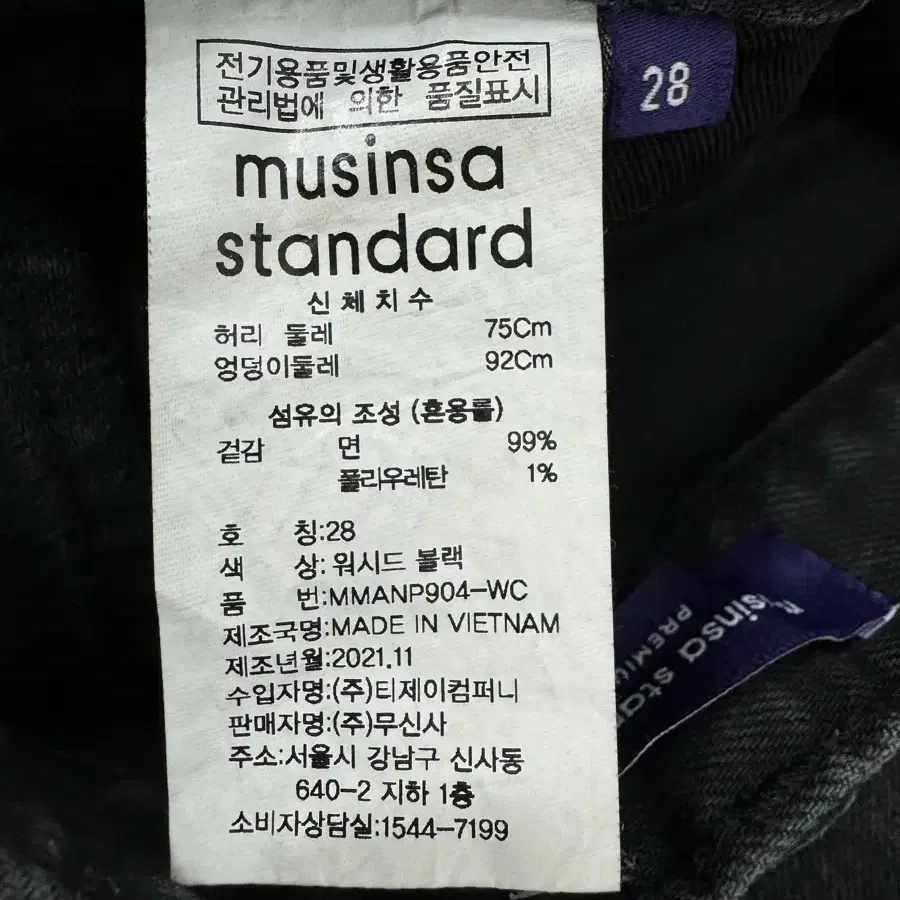 전기용품및생활용품안전
관리법에 의한 품질표시
musinsa
standard
신체치수
허리 둘레 75Cm
엉덩이둘레 92Cm
섬유의 조성 (혼용률)
겉감 면 99%
폴리우레탄 1%
호 칭:28
색 상:워시드 블랙
품 번:MMANP904-WC
제조국명:MADE IN VIETNAM
제조년월:2021.11
수입자명:(주)티제이컴퍼니
판매자명:(주)무신사
주소:서울시 강남구 신사동
640-2 지하 1층
소비자상담실:1544-7199
28